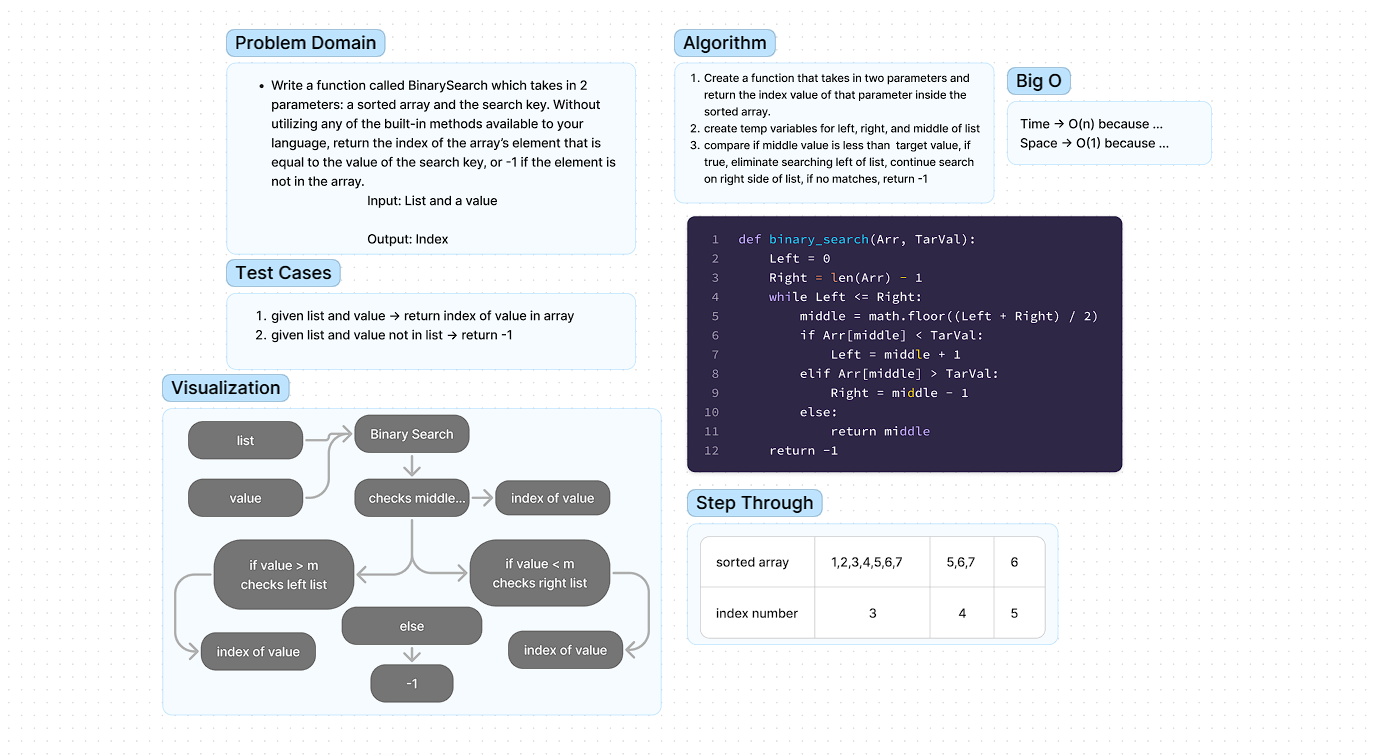 Problem Domain
• Write a function called BinarySearch which takes in 2
parameters: a sorted array and the search key. Without
utilizing any of the built-in methods available to your
language, return the index of the array’s element that is
equal to the value of the search key, or -1 if the element is
not in the array.
Input: List and a value
Output: Index
Test Cases
1. given list and value → return index of value in array
2. given list and value not in list → return -1
Visualization
list
Binary Search
value
checks middle...
index of value
if value > m
checks left list
if value < m
checks right list
else
index of value
index of value
-1
Algorithm
1. Create a function that takes in two parameters and
return the index value of that parameter inside the
sorted array.
2. create temp variables for left, right, and middle of list
3. compare if middle value is less than  target value, if
true, eliminate searching left of list, continue search
on right side of list, if no matches, return -1
Big O
Time → O(n) because ...
Space → O(1) because ...
1 def binary_search(Arr, TarVal):
2     Left = 0
3     Right = len(Arr) - 1
4     while Left <= Right:
5         middle = math.floor((Left + Right) / 2)
6         if Arr[middle] < TarVal:
7             Left = middle + 1
8         elif Arr[middle] > TarVal:
9             Right = middle - 1
10         else:
11             return middle
12     return -1
Step Through
sorted array 1,2,3,4,5,6,7 5,6,7 6
index number 3 4 5